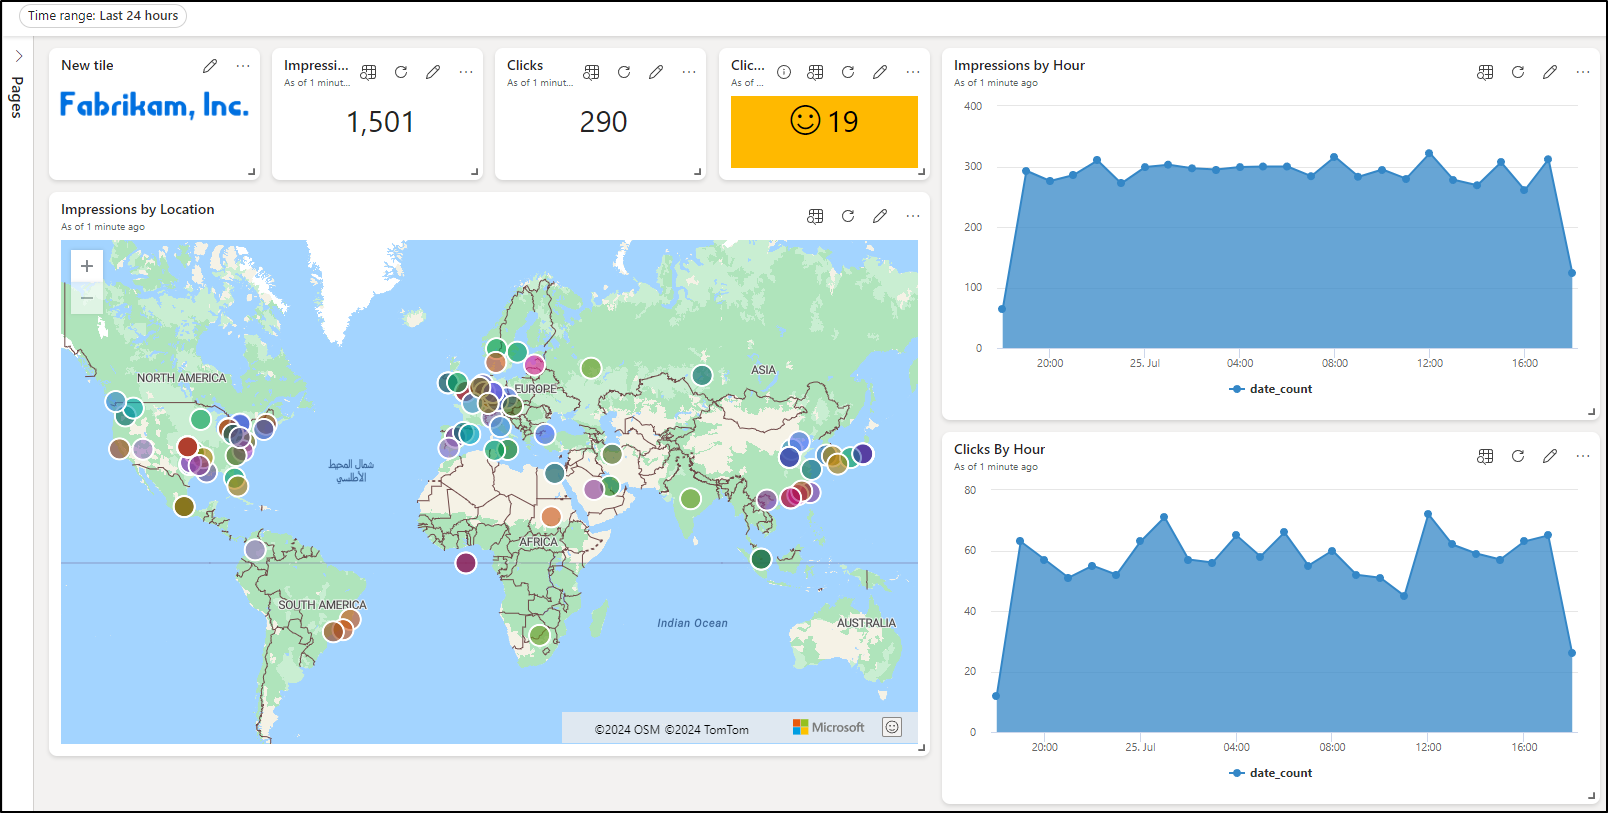 Time range: Last 24 hours
Pages
New tile
Fabrikam, Inc.
Impressi...
As of 1 minut...
1,501
Clicks
As of 1 minut...
290
Clic...
As of ...
19
Impressions by Location
As of 1 minute ago
NORTH AMERICA
EUROPE
ASIA
شمال المحيط
الأطلسي
AFRICA
SOUTH AMERICA
Indian Ocean
AUSTRALIA
©2024 OSM ©2024 TomTom
Microsoft
Impressions by Hour
As of 1 minute ago
400
300
200
100
0
20:00 25. Jul 04:00 08:00 12:00 16:00
date_count
Clicks By Hour
As of 1 minute ago
80
60
40
20
0
20:00 25. Jul 04:00 08:00 12:00 16:00
date_count